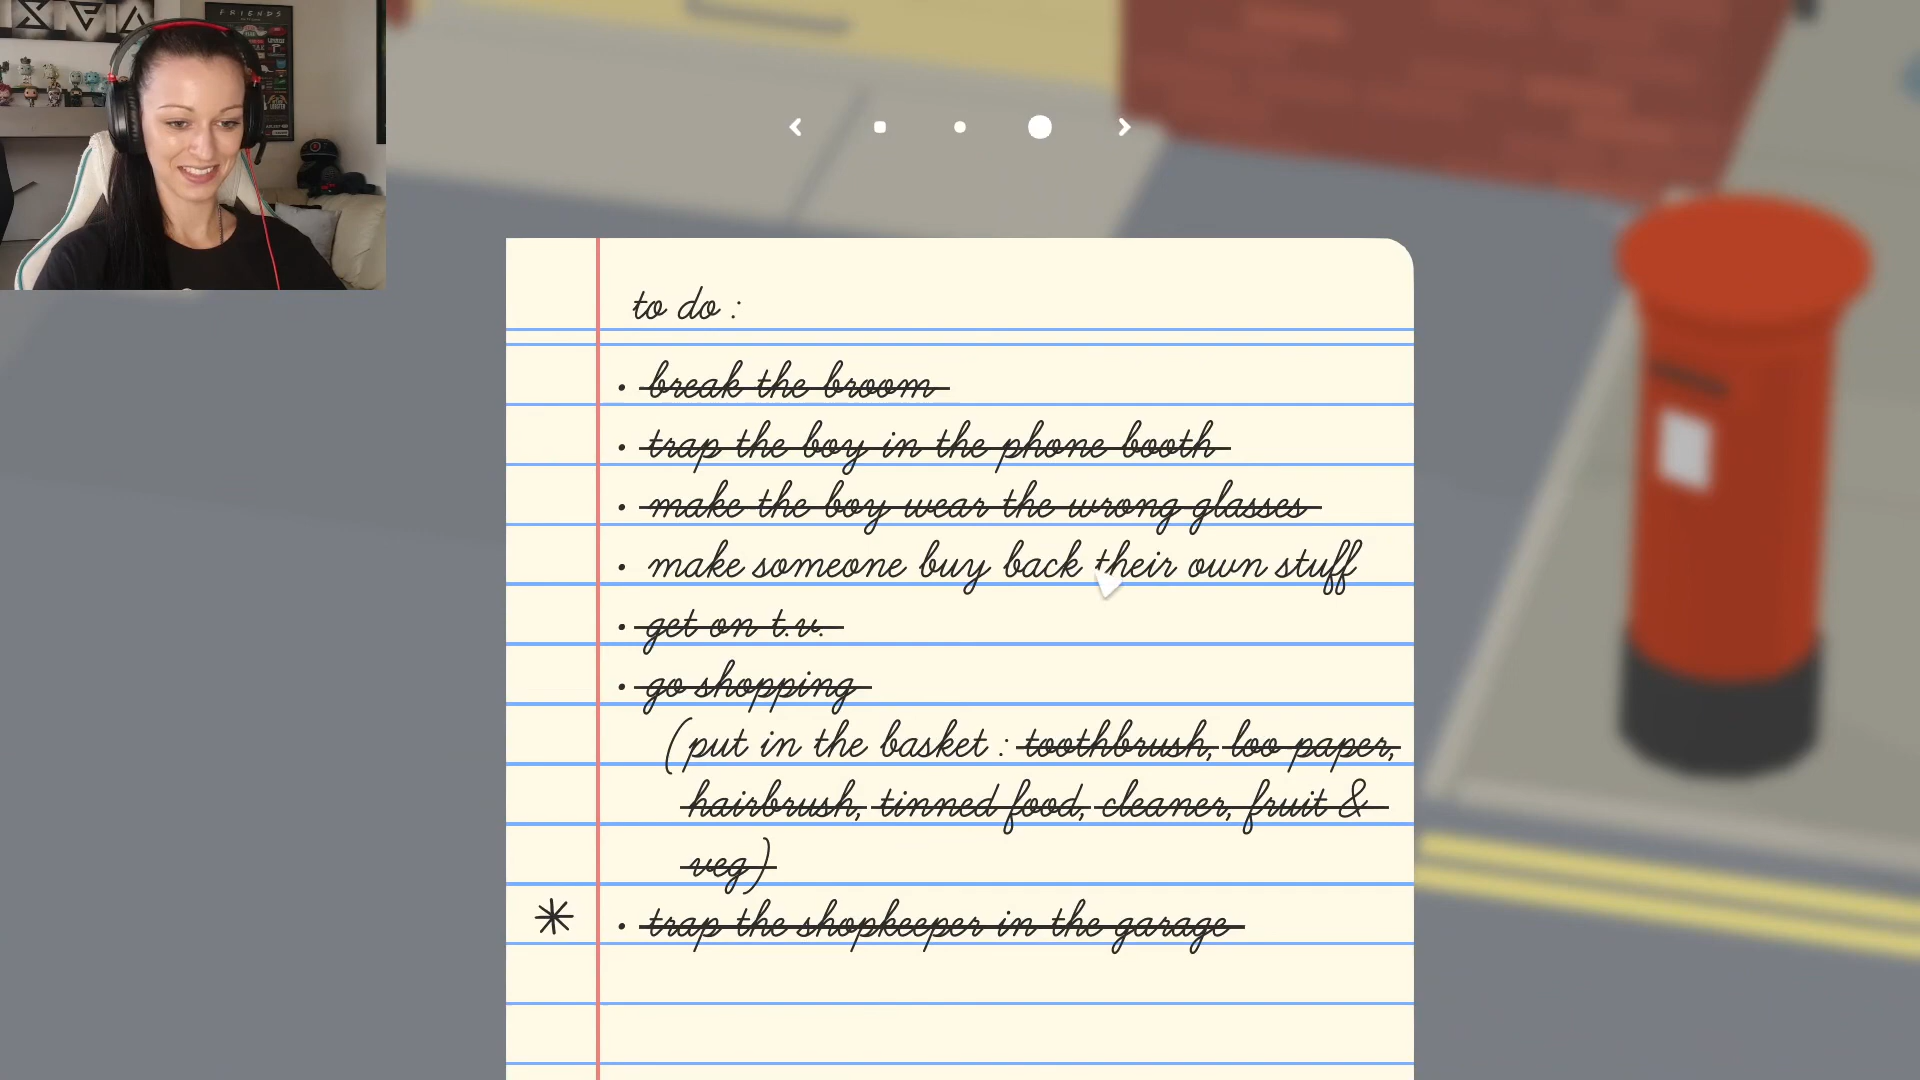 FRIENDS
to do :
• break the broom
• trap the boy in the phone booth
• make the boy wear the wrong glasses
• make someone buy back their own stuff
• get on t.v.
• go shopping
(put in the basket : toothbrush, loo paper,
hairbrush, tinned food, cleaner, fruit &
veg)
* • trap the shopkeeper in the garage